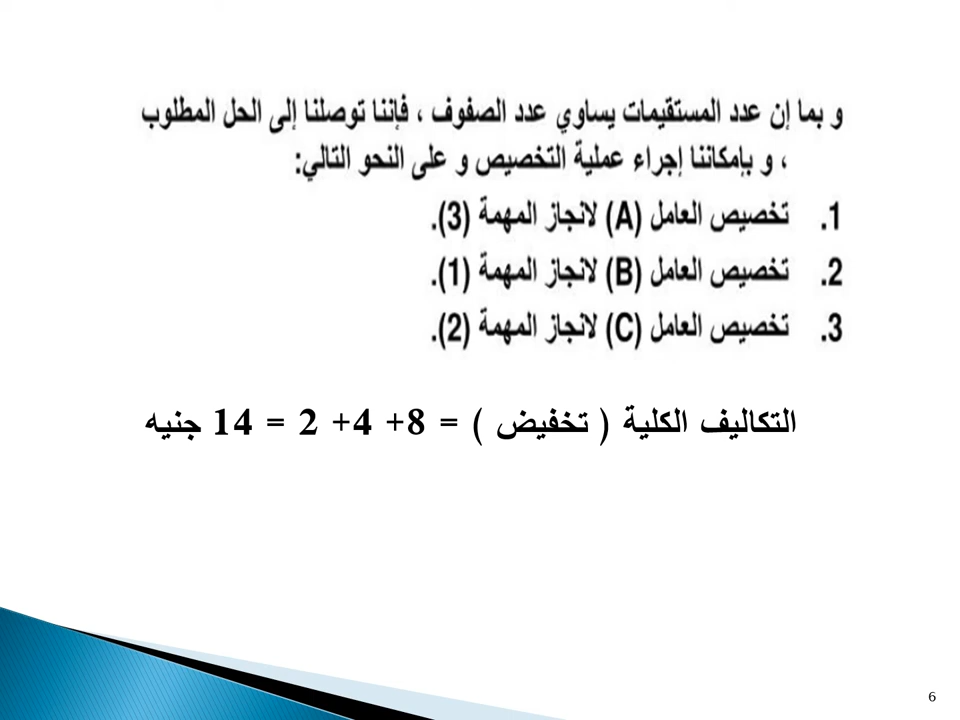 و بما إن عدد المستقيمات يساوي عدد الصفوف ، فإننا توصلنا إلى الحل المطلوب
، و بإمكاننا إجراء عملية التخصيص و على النحو التالي:
1. تخصيص العامل (A) لانجاز المهمة (3).
2. تخصيص العامل (B) لانجاز المهمة (1).
3. تخصيص العامل (C) لانجاز المهمة (2).
التكاليف الكلية ( تخفيض ) = 8+ 4+ 2 = 14 جنيه
6